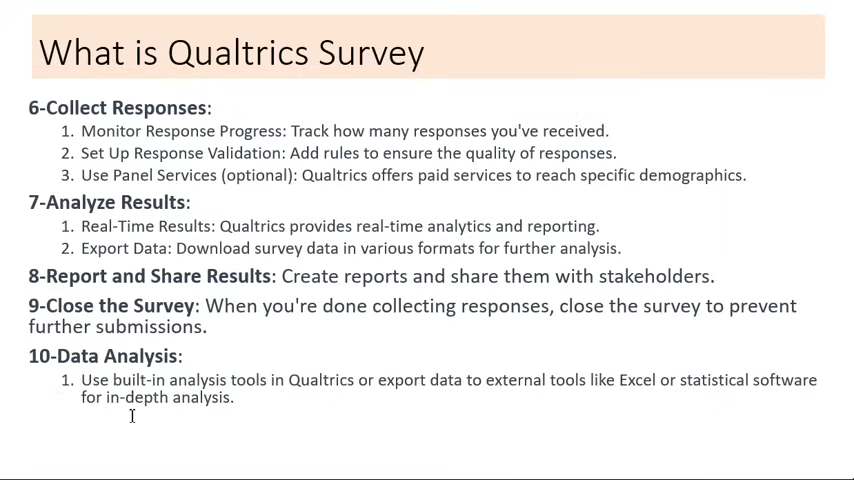 What is Qualtrics Survey
6-Collect Responses:
1. Monitor Response Progress: Track how many responses you've received.
2. Set Up Response Validation: Add rules to ensure the quality of responses.
3. Use Panel Services (optional): Qualtrics offers paid services to reach specific demographics.
7-Analyze Results:
1. Real-Time Results: Qualtrics provides real-time analytics and reporting.
2. Export Data: Download survey data in various formats for further analysis.
8-Report and Share Results: Create reports and share them with stakeholders.
9-Close the Survey: When you're done collecting responses, close the survey to prevent
further submissions.
10-Data Analysis:
1. Use built-in analysis tools in Qualtrics or export data to external tools like Excel or statistical software
for in-depth analysis.